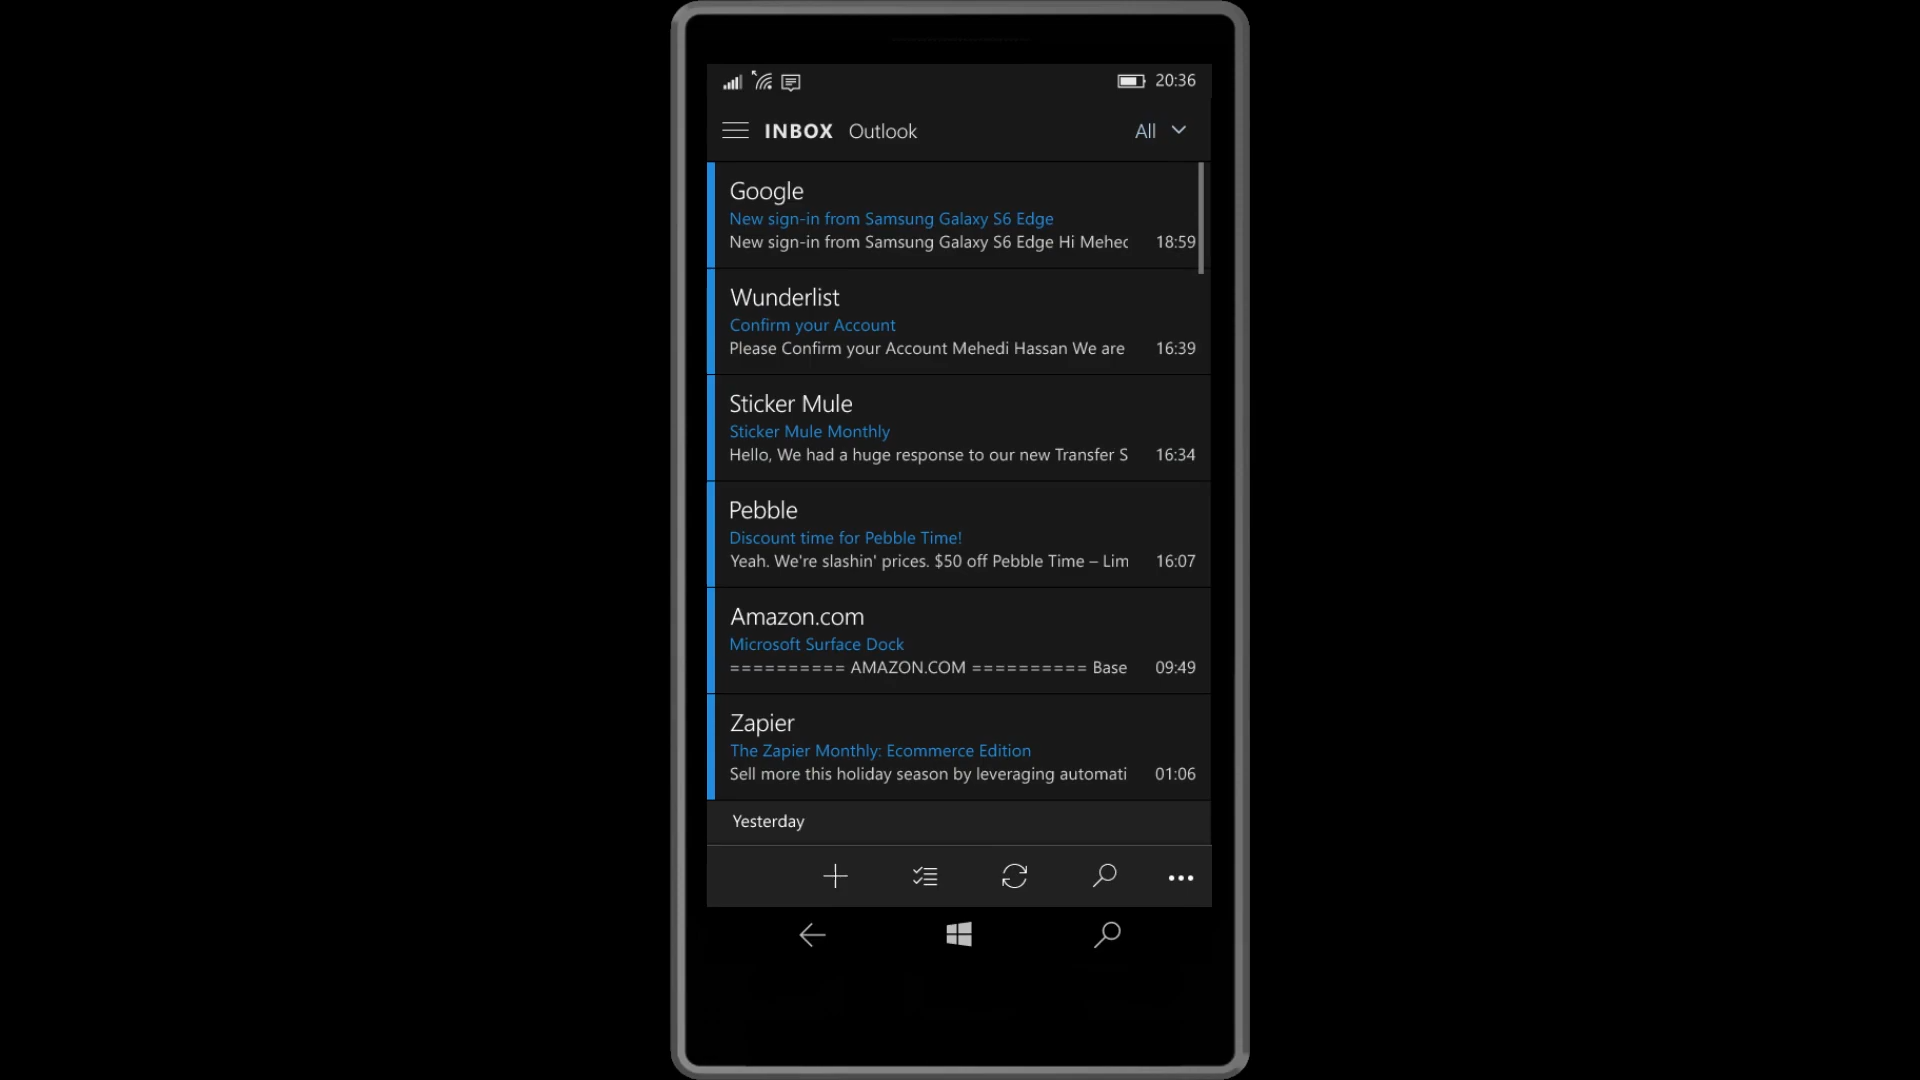 20:36
INBOX Outlook All
Google
New sign-in from Samsung Galaxy S6 Edge
New sign-in from Samsung Galaxy S6 Edge Hi Mehec 18:59
Wunderlist
Confirm your Account
Please Confirm your Account Mehedi Hassan We are 16:39
Sticker Mule
Sticker Mule Monthly
Hello, We had a huge response to our new Transfer S 16:34
Pebble
Discount time for Pebble Time!
Yeah. We're slashin' prices. $50 off Pebble Time – Lim 16:07
Amazon.com
Microsoft Surface Dock
========== AMAZON.COM ========== Base 09:49
Zapier
The Zapier Monthly: Ecommerce Edition
Sell more this holiday season by leveraging automati 01:06
Yesterday